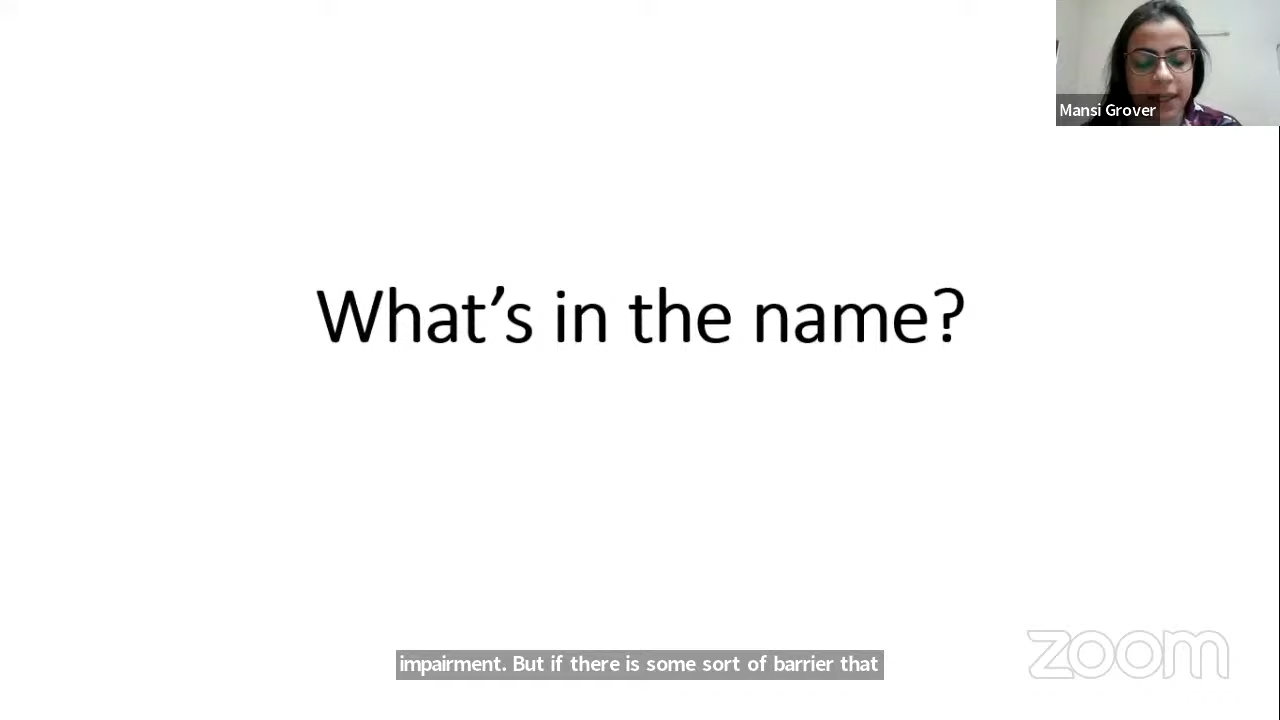 Mansi Grover
What's in the name?
impairment. But if there is some sort of barrier that
zoom